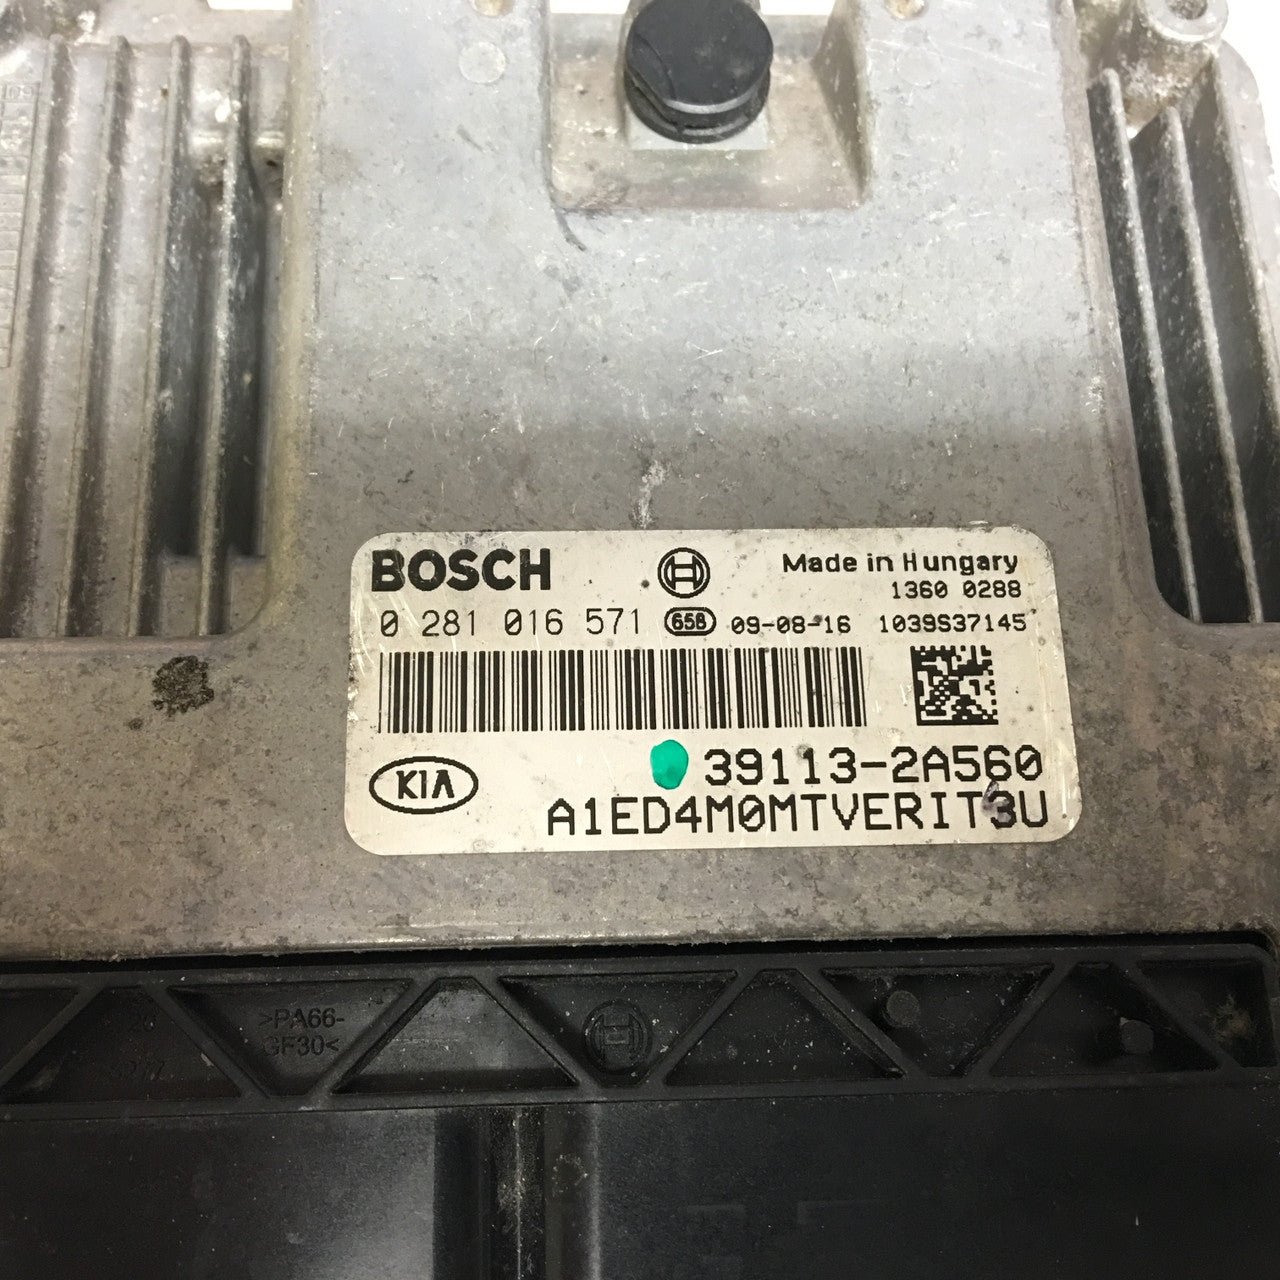 BOSCH
Made in Hungary
1360 0288
0 281 016 571 658 09-08-16 1039S37145
KIA
39113-2A560
A1ED4M0MTVERIT3U
>PA66-
GF30<